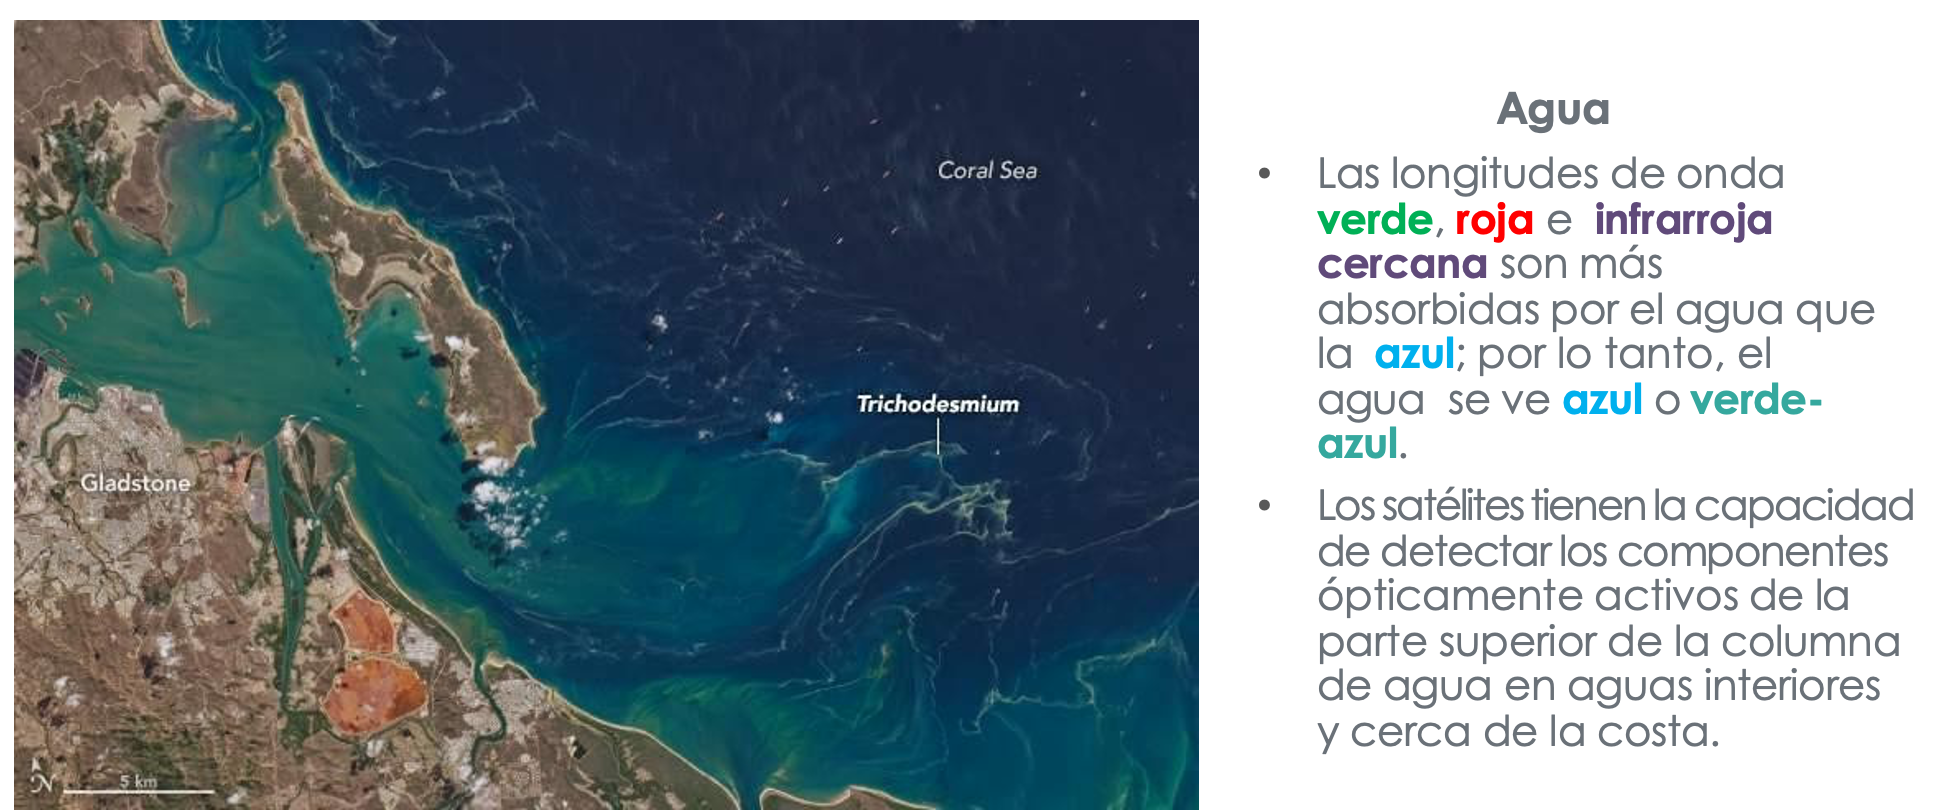 Coral Sea
Trichodesmium
Gladstone
N
5 km
Agua
• Las longitudes de onda
verde, roja e infrarroja
cercana son más
absorbidas por el agua que
la azul; por lo tanto, el
agua se ve azul o verde-
azul.
• Los satélites tienen la capacidad
de detectar los componentes
ópticamente activos de la
parte superior de la columna
de agua en aguas interiores
y cerca de la costa.